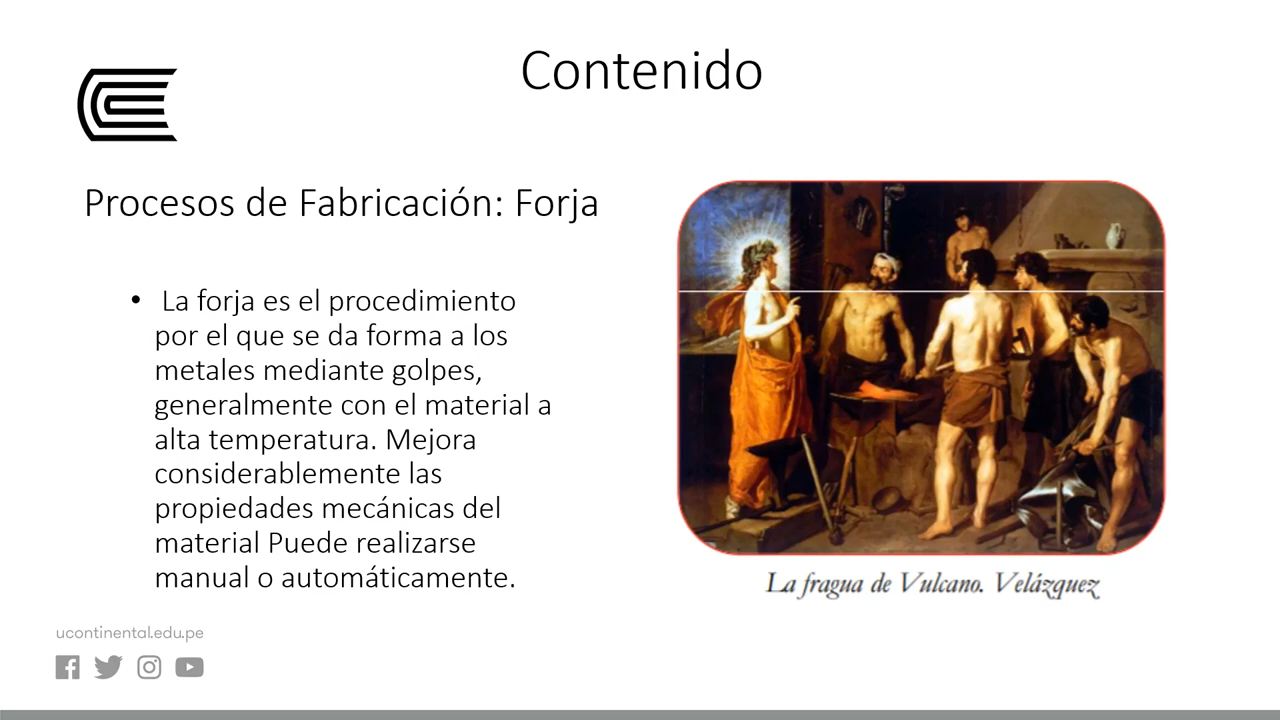 Contenido
Procesos de Fabricación: Forja
• La forja es el procedimiento
por el que se da forma a los
metales mediante golpes,
generalmente con el material a
alta temperatura. Mejora
considerablemente las
propiedades mecánicas del
material Puede realizarse
manual o automáticamente.
La fragua de Vulcano. Velázquez
ucontinental.edu.pe